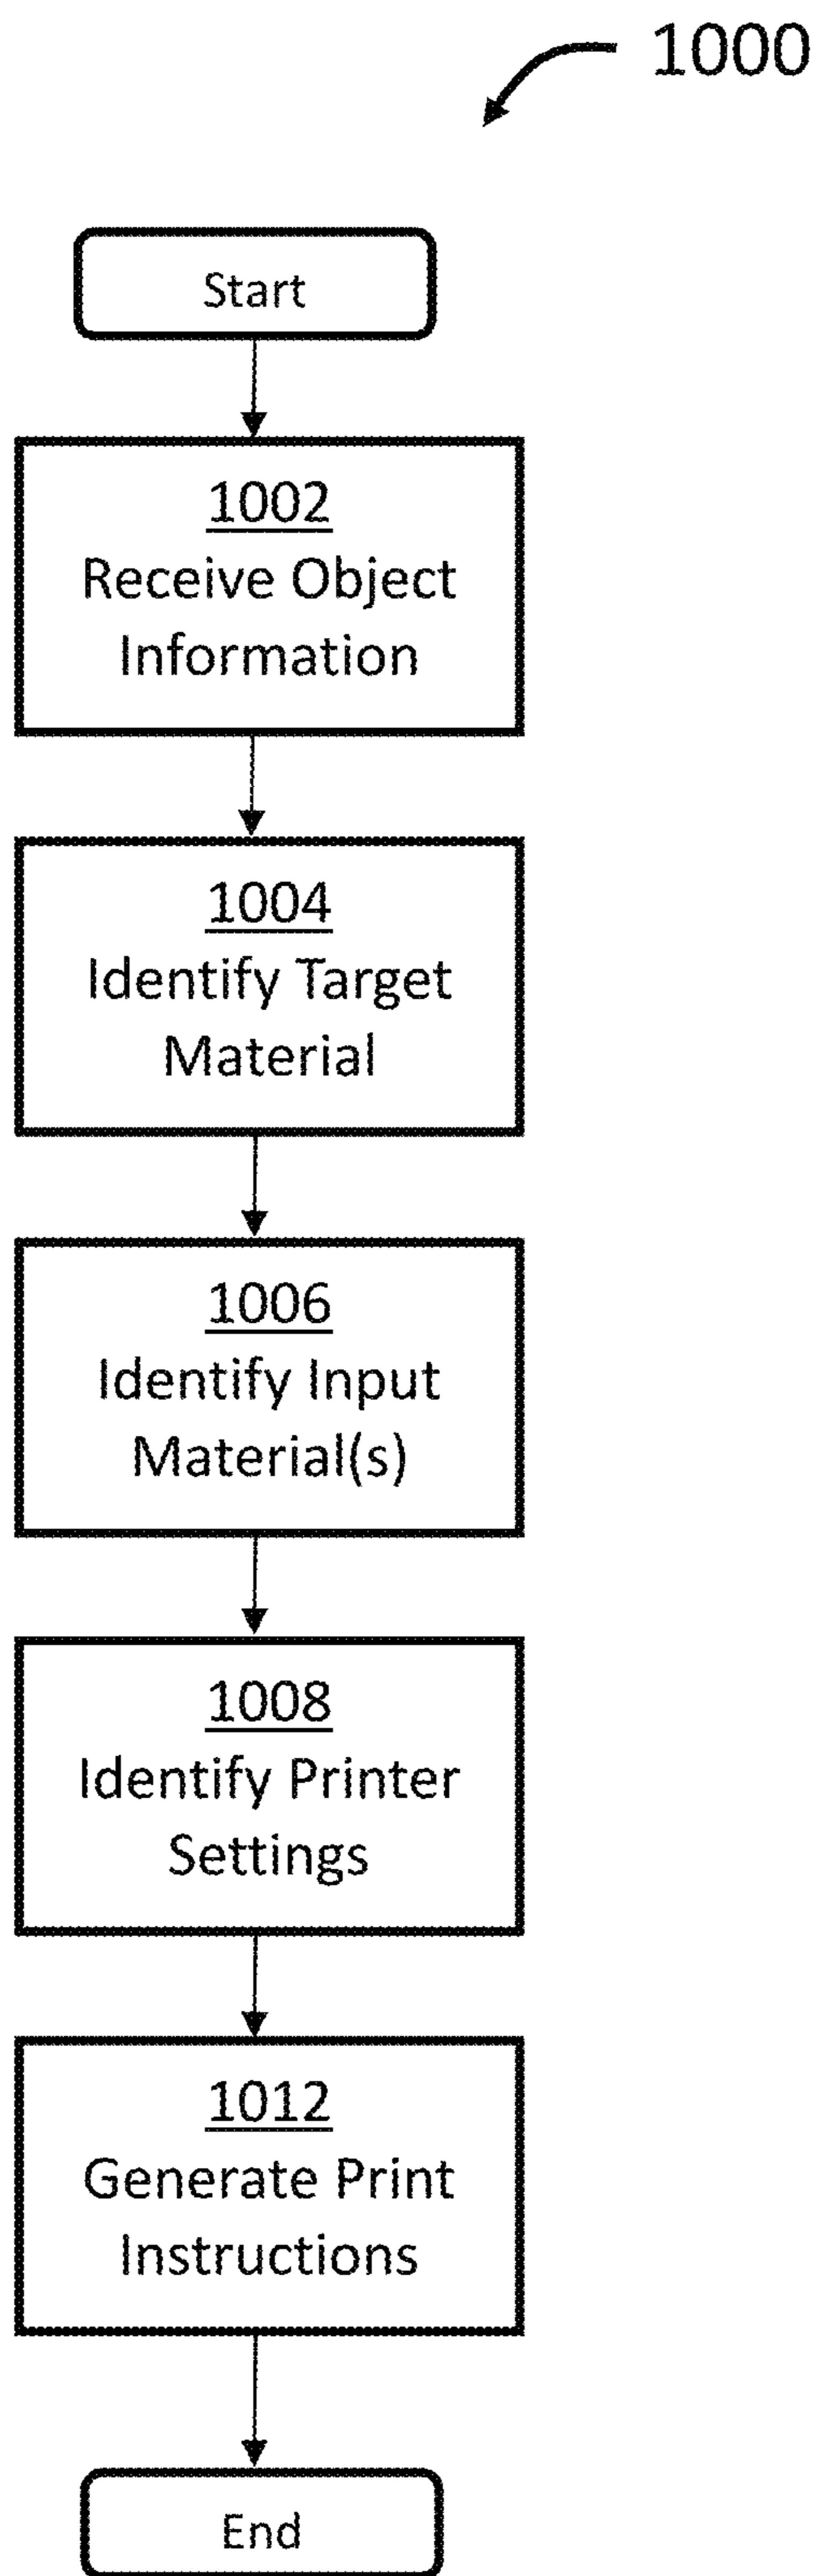 1000
Start
1002
Receive Object
Information
1004
Identify Target
Material
1006
Identify Input
Material(s)
1008
Identify Printer
Settings
1012
Generate Print
Instructions
End